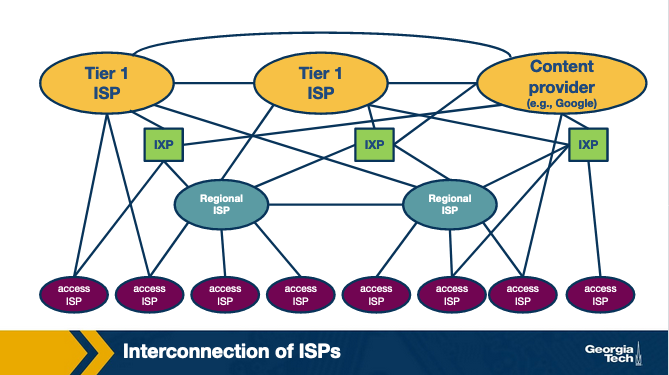 Tier 1
ISP
Tier 1
ISP
Content
provider
(e.g., Google)
IXP
IXP
IXP
Regional
ISP
Regional
ISP
access
ISP
access
ISP
access
ISP
access
ISP
access
ISP
access
ISP
access
ISP
access
ISP
Interconnection of ISPs
Georgia
Tech